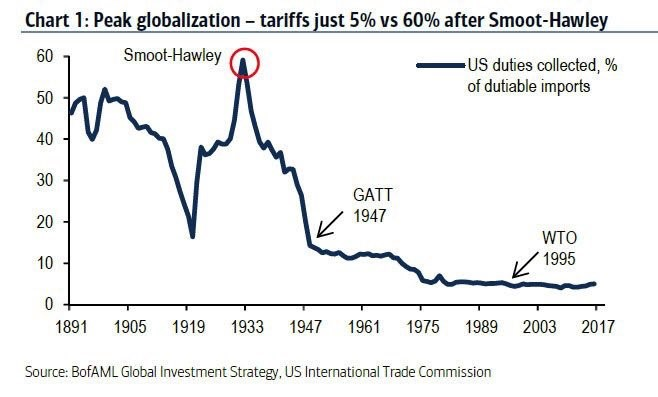 Chart 1: Peak globalization – tariffs just 5% vs 60% after Smoot-Hawley
60
50
40
30
20
10
0
Smoot-Hawley
US duties collected, %
of dutiable imports
GATT
1947
WTO
1995
1891 1905 1919 1933 1947 1961 1975 1989 2003 2017
Source: BofAML Global Investment Strategy, US International Trade Commission